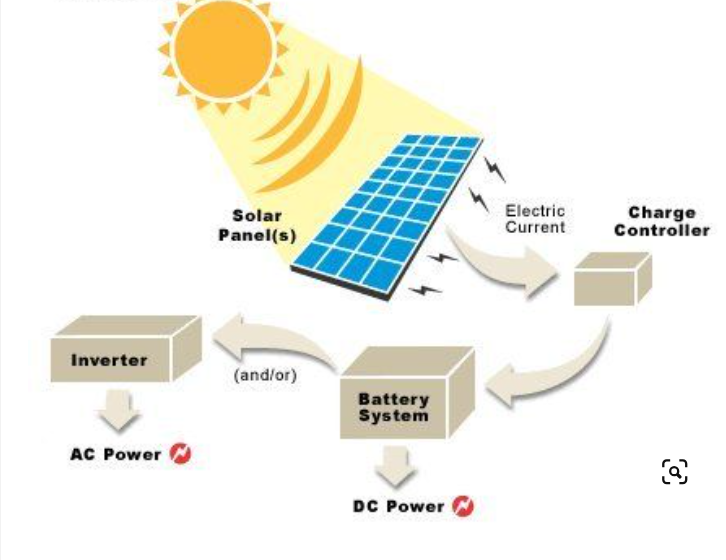 Solar
Panel(s)
Electric
Current
Charge
Controller
Inverter
(and/or)
Battery
System
AC Power
DC Power